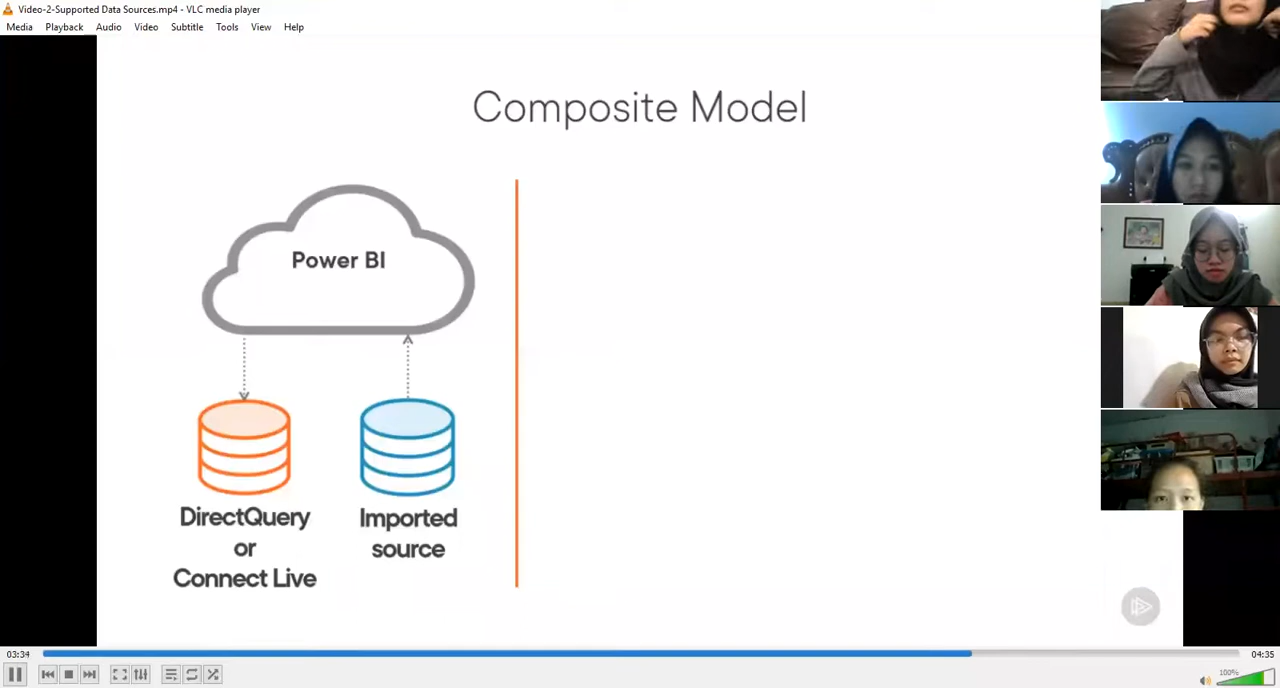 Video-2-Supported Data Sources.mp4 - VLC media player
Media Playback Audio Video Subtitle Tools View Help
Composite Model
Power BI
DirectQuery
or
Connect Live
Imported
source
03:34
04:35
100%